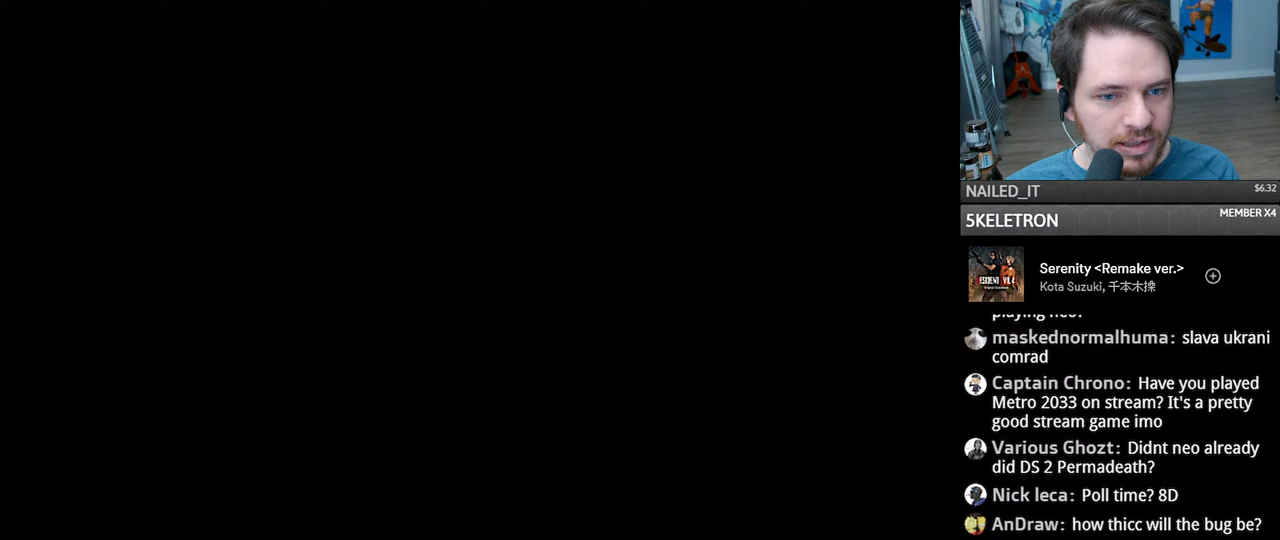 NAILED_IT
$6.32
5KELETRON
MEMBER X4
Serenity <Remake ver.>
Kota Suzuki, 千本木操
maskednormalhuma: slava ukrani
comrad
Captain Chrono: Have you played
Metro 2033 on stream? It's a pretty
good stream game imo
Various Ghozt: Didnt neo already
did DS 2 Permadeath?
Nick leca: Poll time? 8D
AnDraw: how thicc will the bug be?